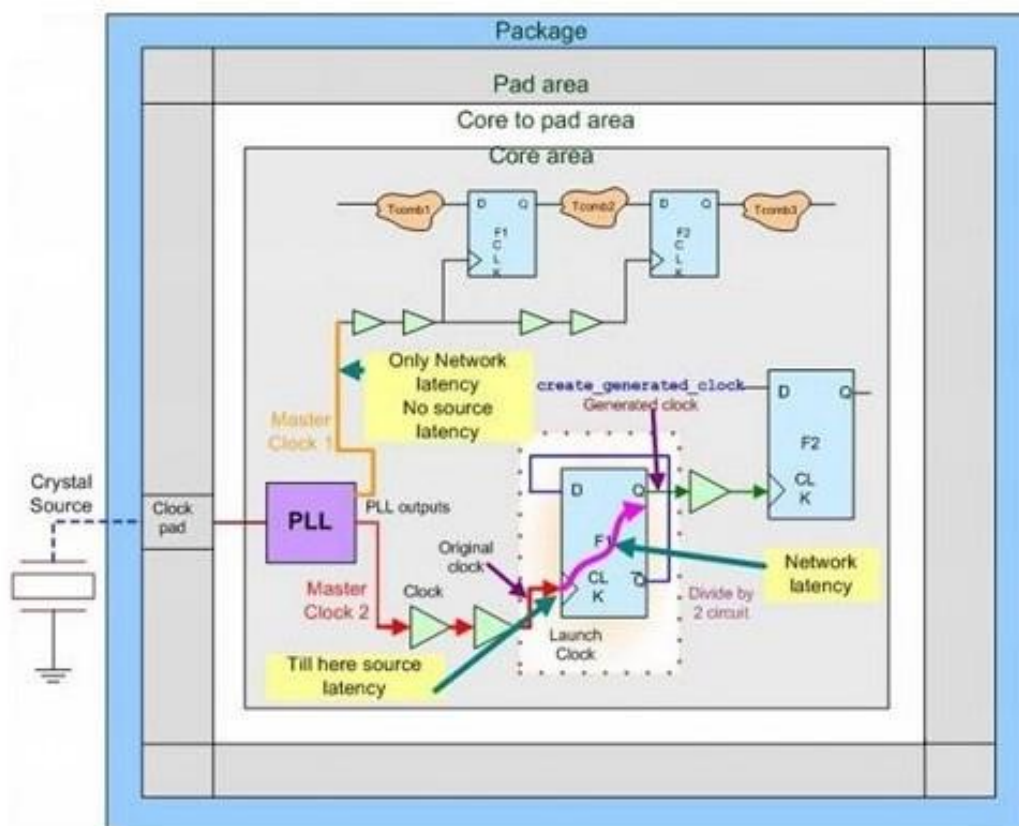 Package
Pad area
Core to pad area
Core area
Tcomb1
D
Q
F1
C
L
K
Tcomb2
D
Q
F2
C
L
K
Tcomb3
Only Network
latency
No source
latency
create_generated_clock
Generated clock
D
Q
F2
CL
K
Master
Clock 1
Crystal
Source
Clock
pad
PLL
PLL outputs
Original
clock
D
Q
F1
CL
K
Q
Network
latency
Master
Clock 2
Clock
Divide by
2 circuit
Launch
Clock
Till here source
latency